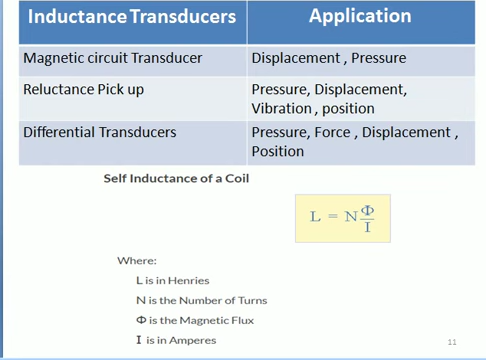 Inductance Transducers Application
Magnetic circuit Transducer Displacement , Pressure
Reluctance Pick up Pressure, Displacement,
Vibration , position
Differential Transducers Pressure, Force , Displacement ,
Position
Self Inductance of a Coil
L = N Φ/I
Where:
L is in Henries
N is the Number of Turns
Φ is the Magnetic Flux
I is in Amperes
11